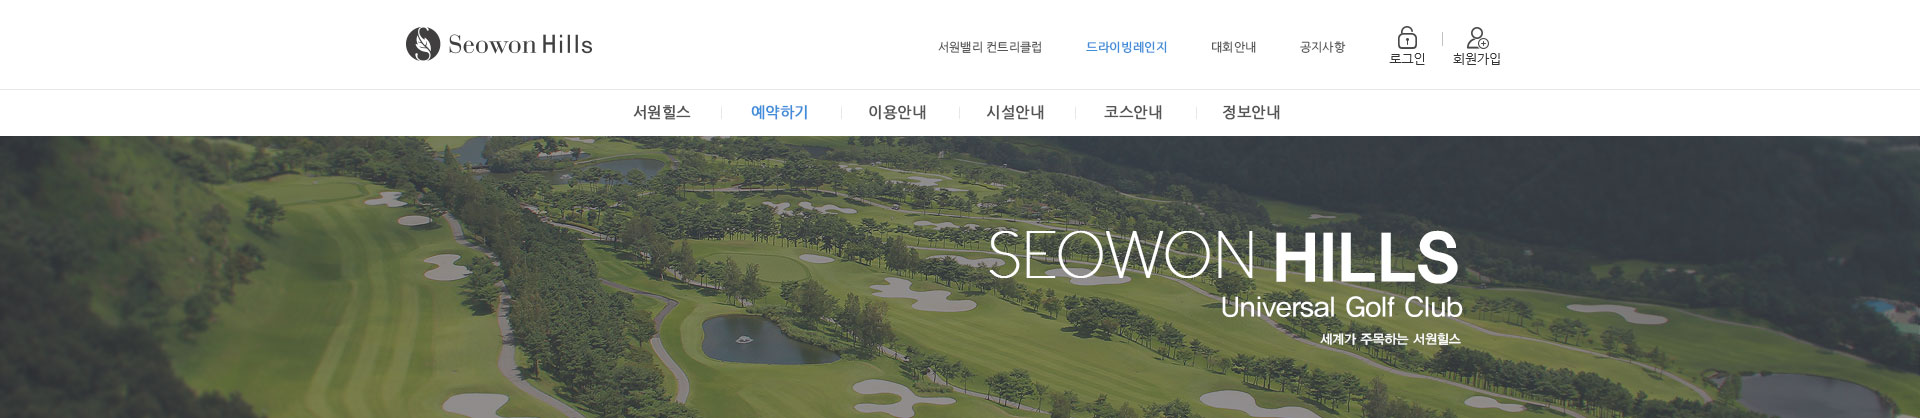 Seowon Hills
서원밸리 컨트리클럽 드라이빙레인지 대회안내 공지사항 로그인 회원가입
서원힐스 예약하기 이용안내 시설안내 코스안내 정보안내
SEOWON HILLS
Universal Golf Club
세계가 주목하는 서원힐스